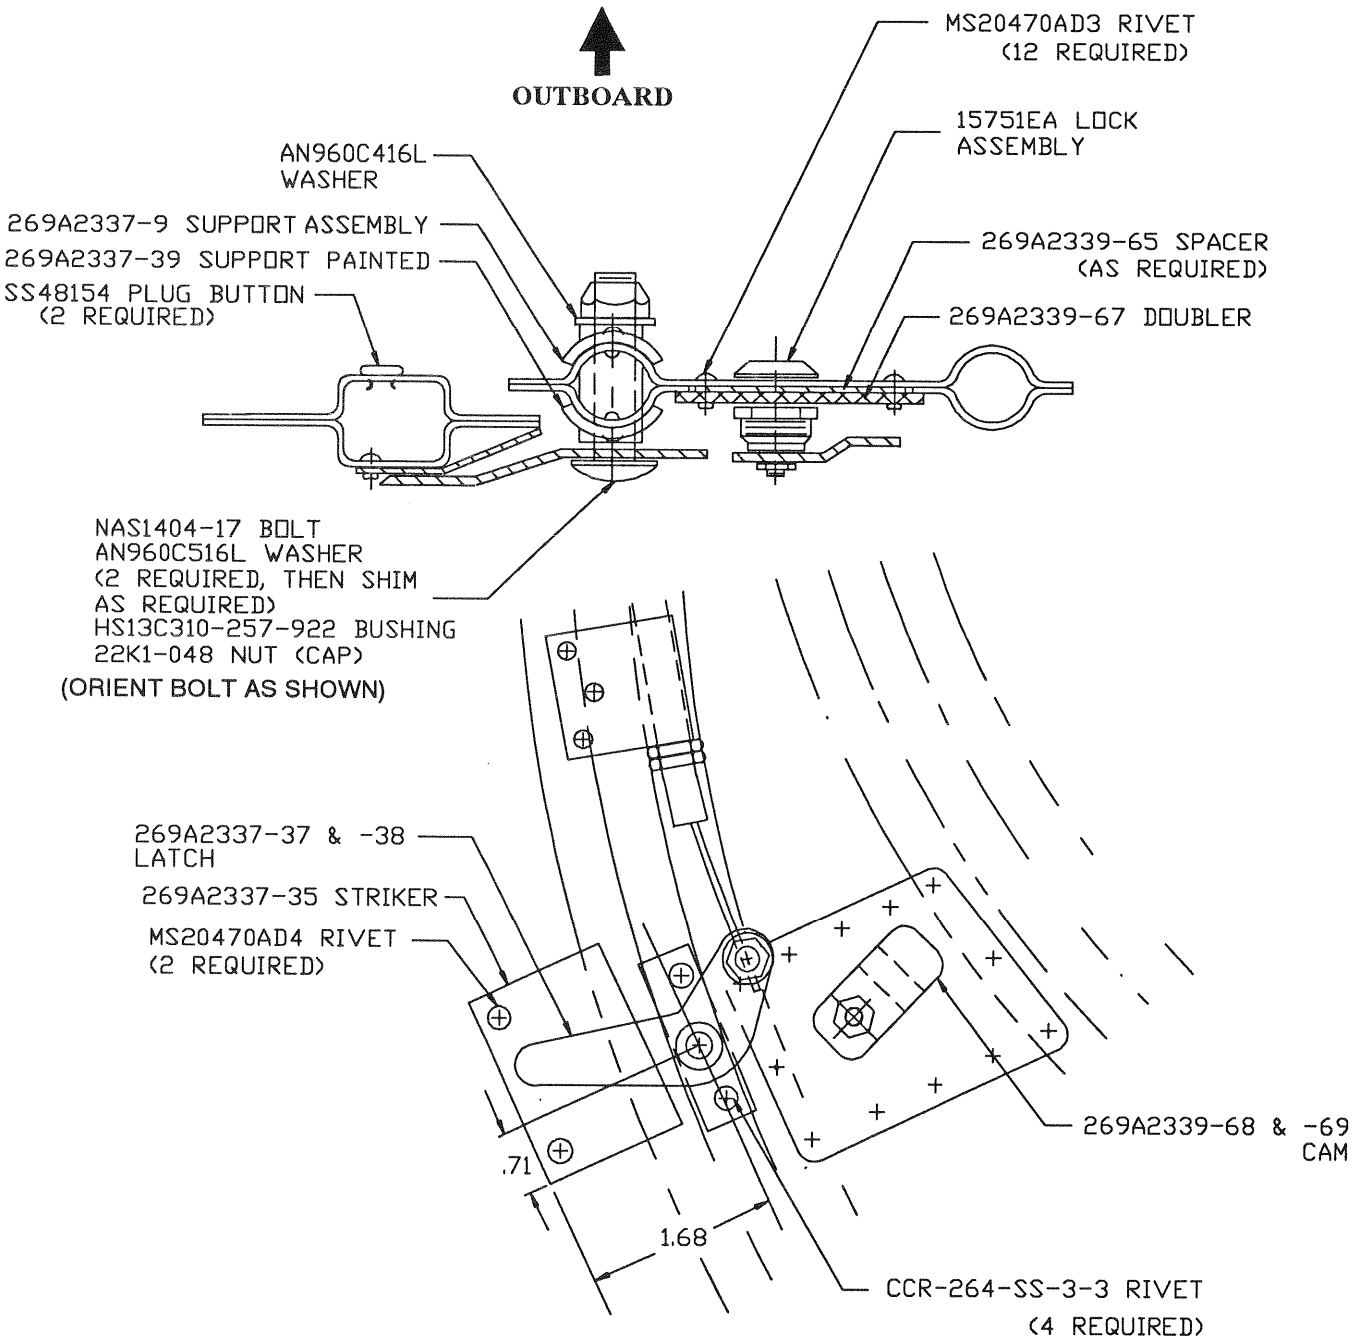 OUTBOARD
MS20470AD3 RIVET
(12 REQUIRED)
15751EA LOCK
ASSEMBLY
AN960C416L
WASHER
269A2337-9 SUPPORT ASSEMBLY
269A2337-39 SUPPORT PAINTED
SS48154 PLUG BUTTON
(2 REQUIRED)
269A2339-65 SPACER
(AS REQUIRED)
269A2339-67 DOUBLER
NAS1404-17 BOLT
AN960C516L WASHER
(2 REQUIRED, THEN SHIM
AS REQUIRED)
HS13C310-257-922 BUSHING
22K1-048 NUT (CAP)
(ORIENT BOLT AS SHOWN)
269A2337-37 & -38
LATCH
269A2337-35 STRIKER
MS20470AD4 RIVET
(2 REQUIRED)
269A2339-68 & -69
CAM
.71
1.68
CCR-264-SS-3-3 RIVET
(4 REQUIRED)